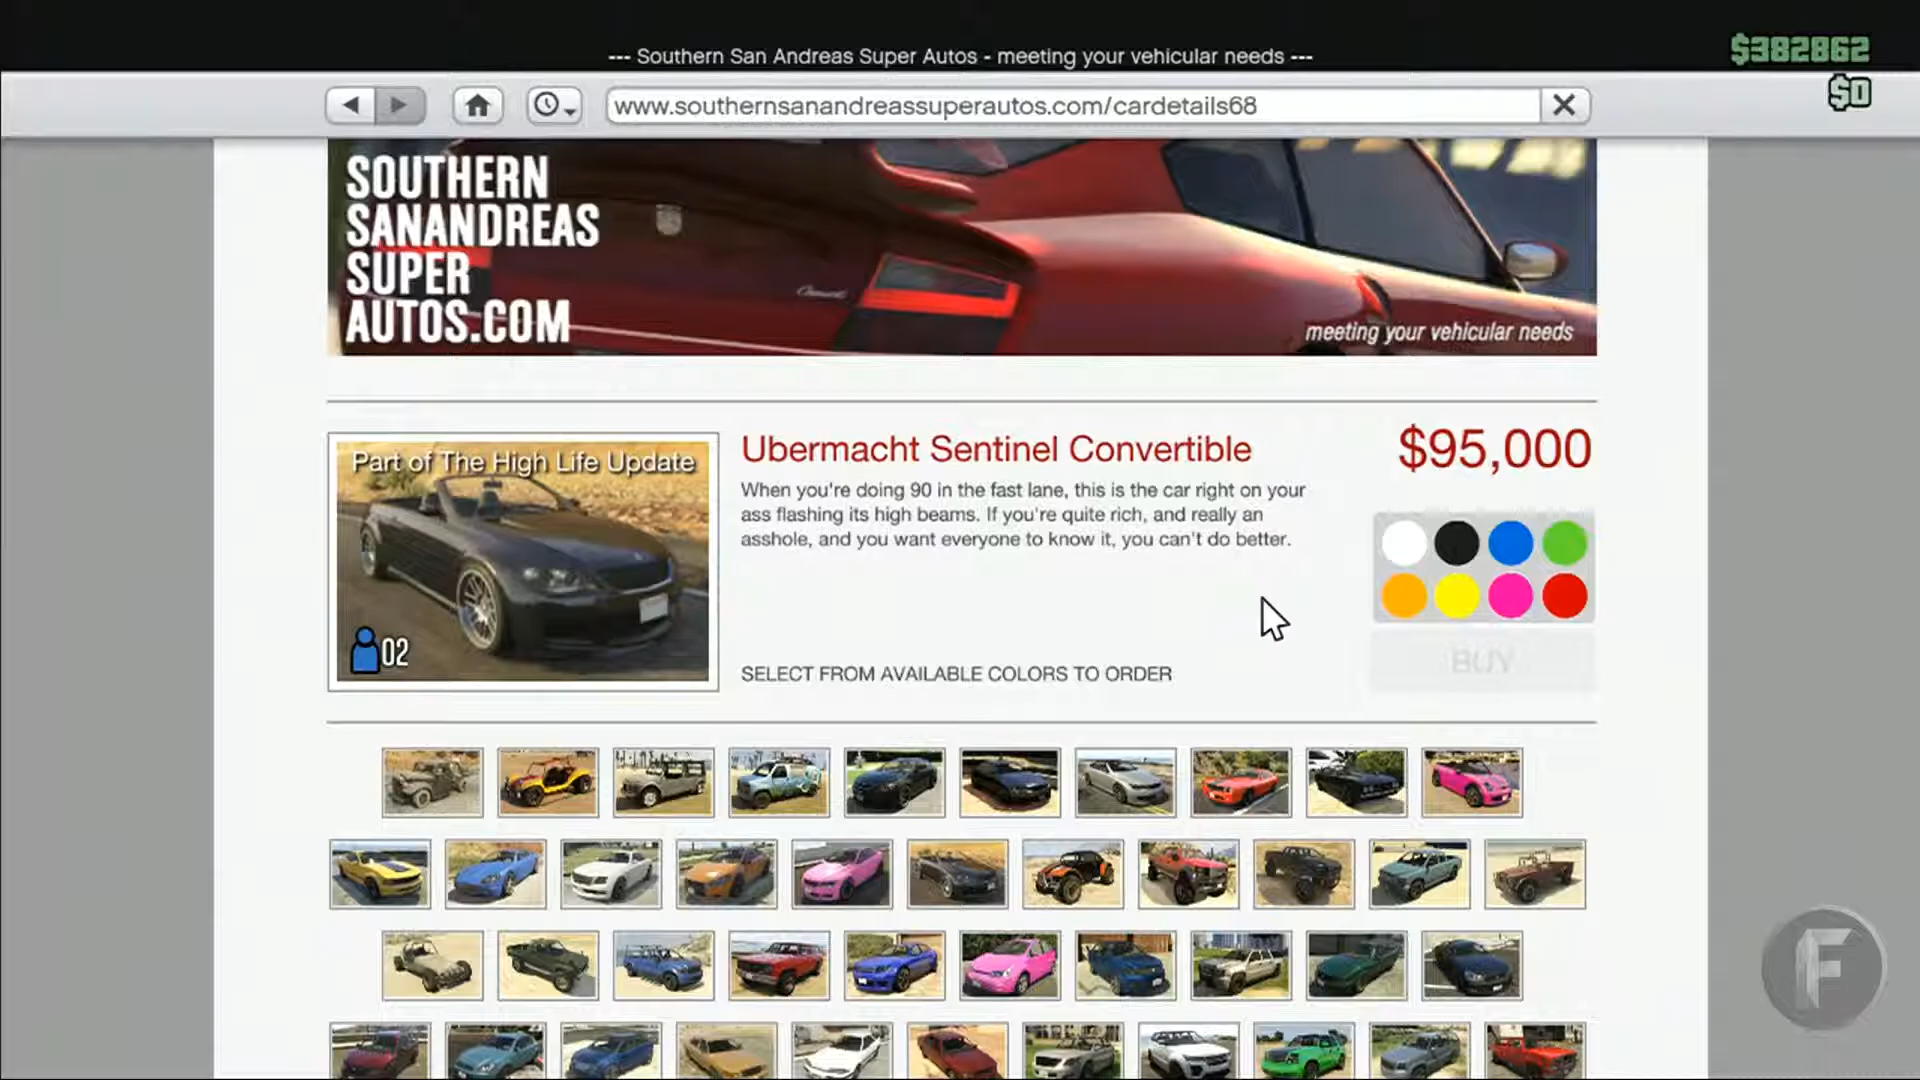 --- Southern San Andreas Super Autos - meeting your vehicular needs ---
$382862
$0
www.southernsanandreassuperautos.com/cardetails68
SOUTHERN
SANANDREAS
SUPER
AUTOS.COM
meeting your vehicular needs
Part of The High Life Update
02
Ubermacht Sentinel Convertible
$95,000
When you're doing 90 in the fast lane, this is the car right on your
ass flashing its high beams. If you're quite rich, and really an
asshole, and you want everyone to know it, you can't do better.
SELECT FROM AVAILABLE COLORS TO ORDER
BUY
F